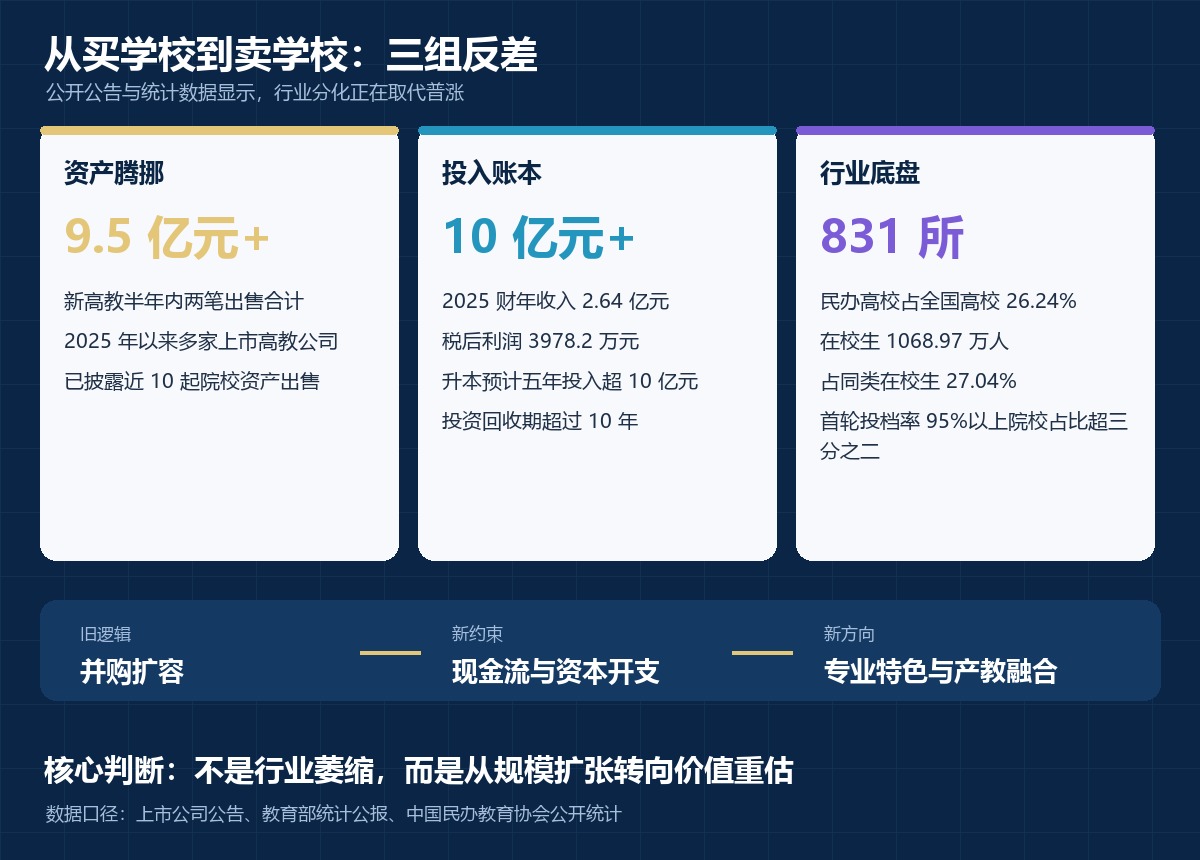 从买学校到卖学校：三组反差
公开公告与统计数据显示，行业分化正在取代普涨
资产腾挪
9.5 亿元+
新高教半年内两笔出售合计
2025 年以来多家上市高教公司
已披露近 10 起院校资产出售
投入账本
10 亿元+
2025 财年收入 2.64 亿元
税后利润 3978.2 万元
升本预计五年投入超 10 亿元
投资回收期超过 10 年
行业底盘
831 所
民办高校占全国高校 26.24%
在校生 1068.97 万人
占同类在校生 27.04%
首轮投档率 95%以上院校占比超三
分之二
旧逻辑
并购扩容
新约束
现金流与资本开支
新方向
专业特色与产教融合
核心判断：不是行业萎缩，而是从规模扩张转向价值重估
数据口径：上市公司公告、教育部统计公报、中国民办教育协会公开统计